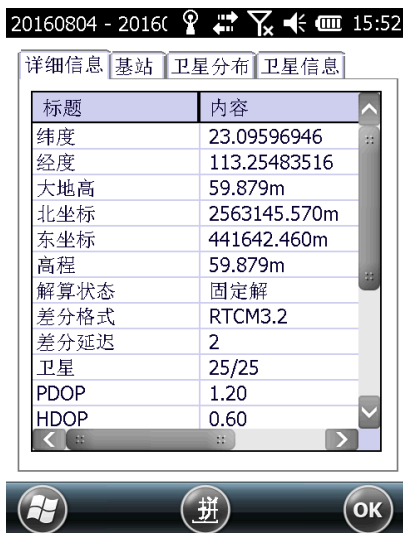 20160804 - 2016( 15:52
详细信息 基站 卫星分布 卫星信息
标题 内容
纬度 23.09596946
经度 113.25483516
大地高 59.879m
北坐标 2563145.570m
东坐标 441642.460m
高程 59.879m
解算状态 固定解
差分格式 RTCM3.2
差分延迟 2
卫星 25/25
PDOP 1.20
HDOP 0.60
拼 OK